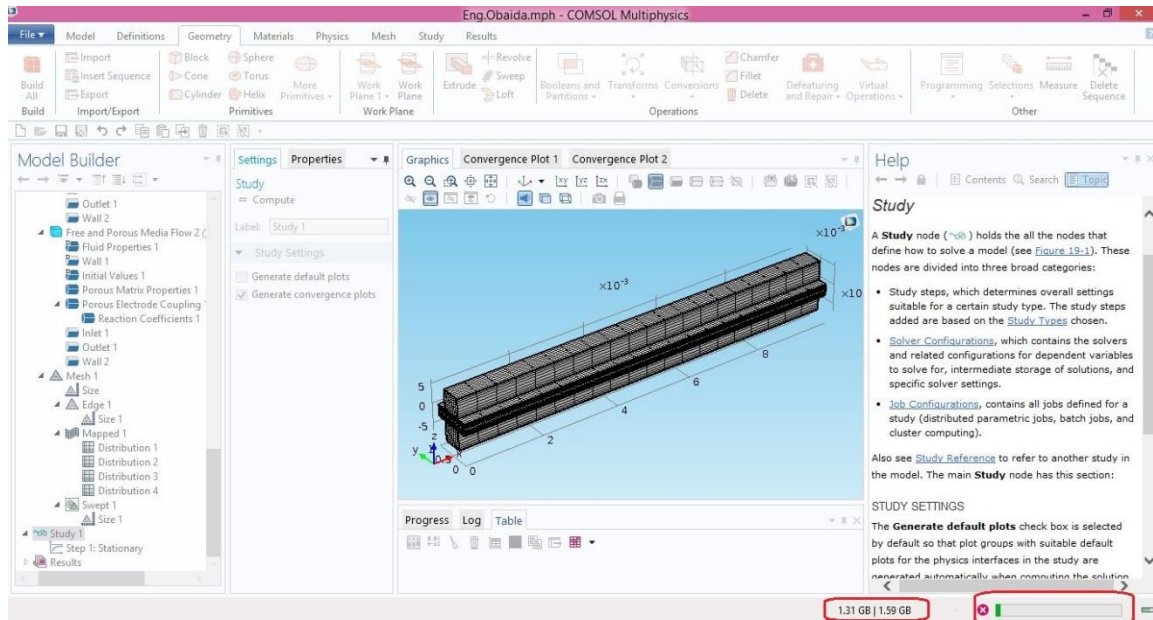 Eng.Obaida.mph - COMSOL Multiphysics
File Model Definitions Geometry Materials Physics Mesh Study Results
Import Block Sphere Revolve Chamfer
Insert Sequence Cone Torus Sweep Fillet
Export Cylinder Helix Loft Delete
Build All More Primitives Work Plane 1 Work Plane Extrude Booleans and Partitions Transforms Conversions Defeaturing and Repair Virtual Operations Programming Selections Measure Delete Sequence
Build Import/Export Primitives Work Plane Operations Other
Model Builder
Outlet 1
Wall 2
Free and Porous Media Flow 2 (
Fluid Properties 1
Wall 1
Initial Values 1
Porous Matrix Properties 1
Porous Electrode Coupling
Reaction Coefficients 1
Inlet 1
Outlet 1
Wall 2
Mesh 1
Size
Edge 1
Size 1
Mapped 1
Distribution 1
Distribution 2
Distribution 3
Distribution 4
Swept 1
Size 1
Study 1
Step 1: Stationary
Results
Settings Properties
Study
= Compute
Label: Study 1
Study Settings
Generate default plots
Generate convergence plots
Graphics Convergence Plot 1 Convergence Plot 2
xy yz zx
×10⁻³
×10⁻³
×10
5
0
-5
8
6
4
2
0
0
0.5
1
z
y
x
Progress Log Table
Help
Contents Search Topic
Study
A Study node ( ) holds the all the nodes that
define how to solve a model (see Figure 19-1). These
nodes are divided into three broad categories:
• Study steps, which determines overall settings
suitable for a certain study type. The study steps
added are based on the Study Types chosen.
• Solver Configurations, which contains the solvers
and related configurations for dependent variables
to solve for, intermediate storage of solutions, and
specific solver settings.
• Job Configurations, contains all jobs defined for a
study (distributed parametric jobs, batch jobs, and
cluster computing).
Also see Study Reference to refer to another study in
the model. The main Study node has this section:
STUDY SETTINGS
The Generate default plots check box is selected
by default so that plot groups with suitable default
plots for the physics interfaces in the study are
generated automatically when computing the solution
1.31 GB | 1.59 GB